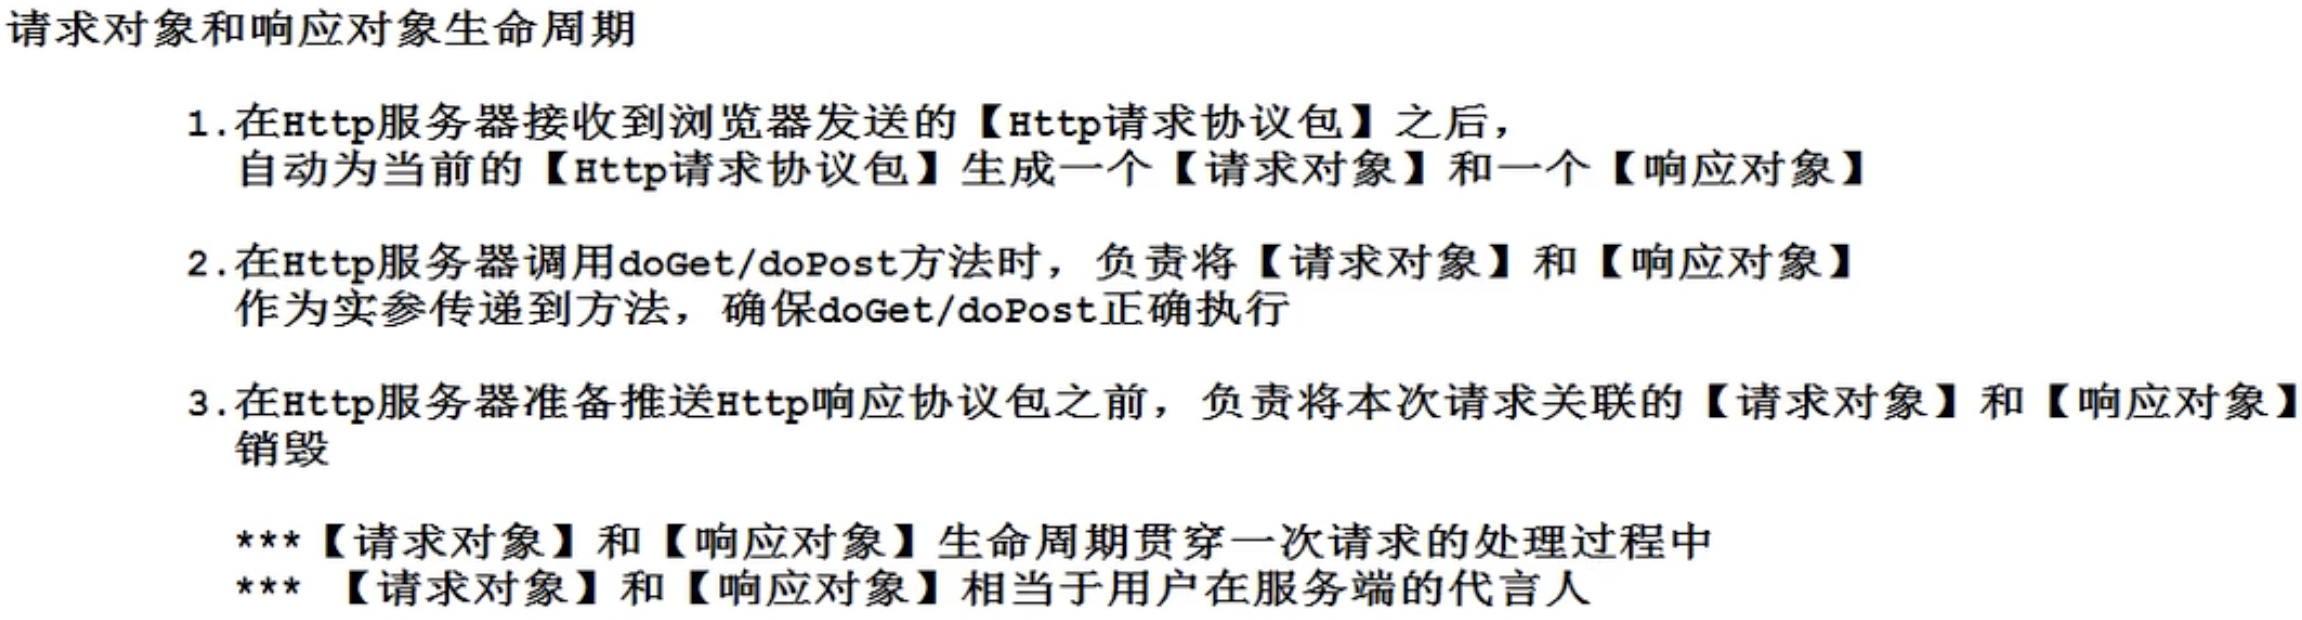 请求对象和响应对象生命周期
1.在Http服务器接收到浏览器发送的【Http请求协议包】之后，
自动为当前的【Http请求协议包】生成一个【请求对象】和一个【响应对象】
2.在Http服务器调用doGet/doPost方法时，负责将【请求对象】和【响应对象】
作为实参传递到方法，确保doGet/doPost正确执行
3.在Http服务器准备推送Http响应协议包之前，负责将本次请求关联的【请求对象】和【响应对象】
销毁
***【请求对象】和【响应对象】生命周期贯穿一次请求的处理过程中
*** 【请求对象】和【响应对象】相当于用户在服务端的代言人